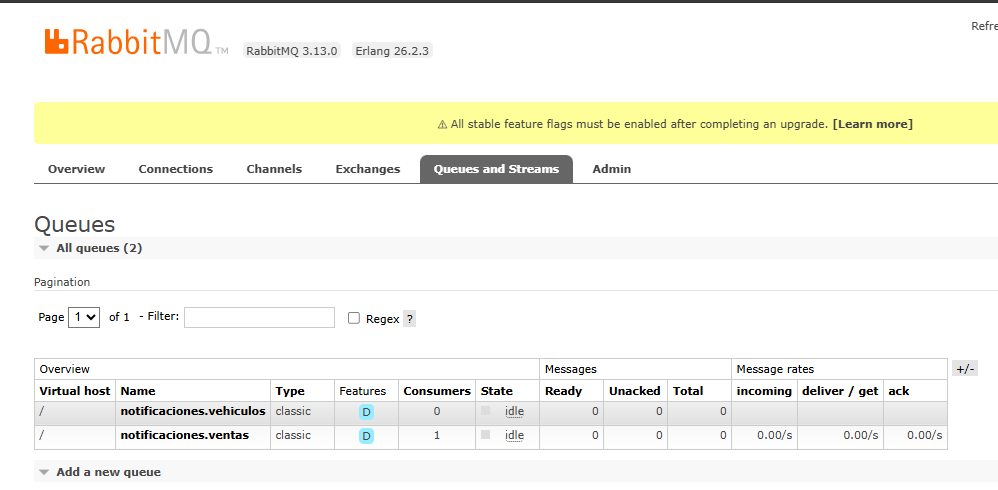 Refre
RabbitMQ TM RabbitMQ 3.13.0 Erlang 26.2.3
⚠ All stable feature flags must be enabled after completing an upgrade. [Learn more]
Overview Connections Channels Exchanges Queues and Streams Admin
Queues
All queues (2)
Pagination
Page 1 of 1 - Filter: Regex ?
Overview Messages Message rates +/-
Virtual host Name Type Features Consumers State Ready Unacked Total incoming deliver / get ack
/ notificaciones.vehiculos classic D 0 idle 0 0 0
/ notificaciones.ventas classic D 1 idle 0 0 0 0.00/s 0.00/s 0.00/s
Add a new queue